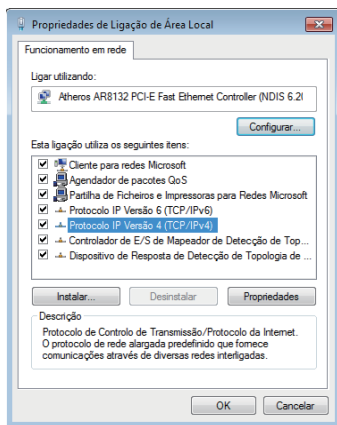 Propriedades de Ligação de Área Local
Funcionamento em rede
Ligar utilizando:
Atheros AR8132 PCI-E Fast Ethernet Controller (NDIS 6.20
Configurar...
Esta ligação utiliza os seguintes itens:
Cliente para redes Microsoft
Agendador de pacotes QoS
Partilha de Ficheiros e Impressoras para Redes Microsoft
Protocolo IP Versão 6 (TCP/IPv6)
Protocolo IP Versão 4 (TCP/IPv4)
Controlador de E/S de Mapeador de Detecção de Top...
Dispositivo de Resposta de Detecção de Topologia de ...
Instalar...
Desinstalar
Propriedades
Descrição
Protocolo de Controlo de Transmissão/Protocolo da Internet.
O protocolo de rede alargada predefinido que fornece
comunicações através de diversas redes interligadas.
OK
Cancelar